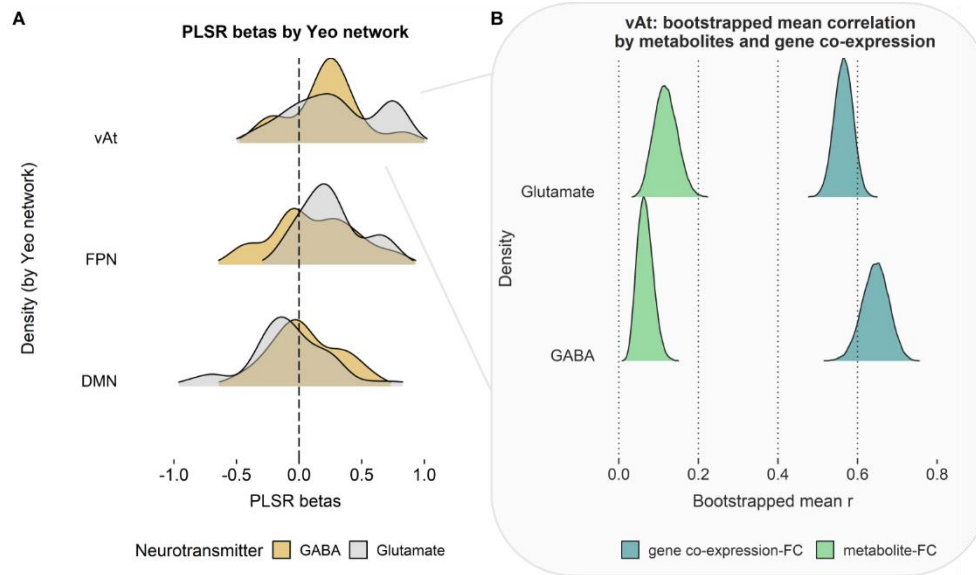 A
PLSR betas by Yeo network
Density (by Yeo network)
vAt
FPN
DMN
-1.0 -0.5 0.0 0.5 1.0
PLSR betas
Neurotransmitter GABA Glutamate
B
vAt: bootstrapped mean correlation
by metabolites and gene co-expression
Density
Glutamate
GABA
0.0 0.2 0.4 0.6 0.8
Bootstrapped mean r
gene co-expression-FC metabolite-FC